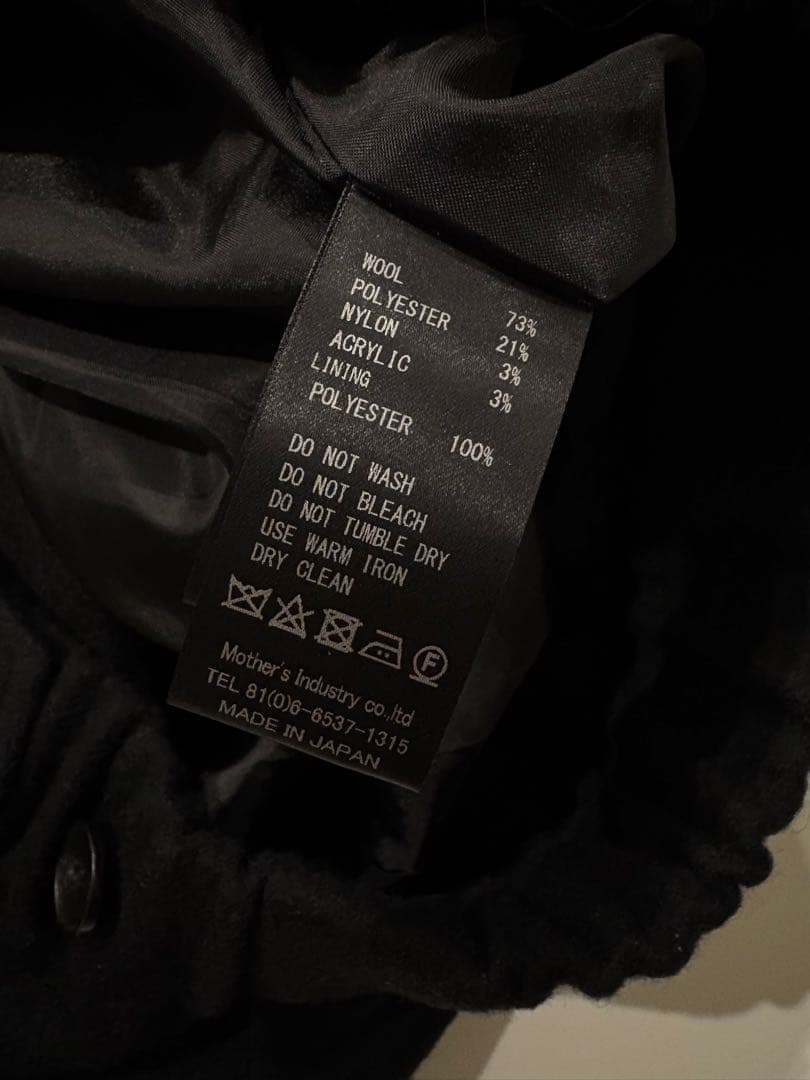 WOOL 73%
POLYESTER 21%
NYLON 3%
ACRYLIC 3%
LINING
POLYESTER 100%
DO NOT WASH
DO NOT BLEACH
DO NOT TUMBLE DRY
USE WARM IRON
DRY CLEAN
F
Mother's Industry co.,ltd
TEL 81(0)6-6537-1315
MADE IN JAPAN